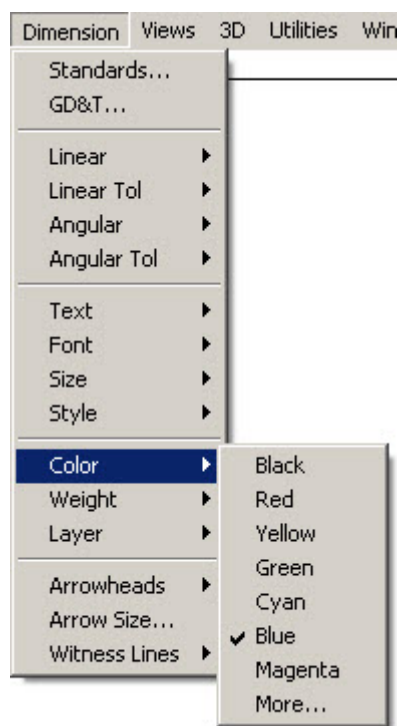 Dimension Views 3D Utilities
Standards...
GD&T...
Linear
Linear Tol
Angular
Angular Tol
Text
Font
Size
Style
Color
Weight
Layer
Arrowheads
Arrow Size...
Witness Lines
Black
Red
Yellow
Green
Cyan
Blue
Magenta
More...